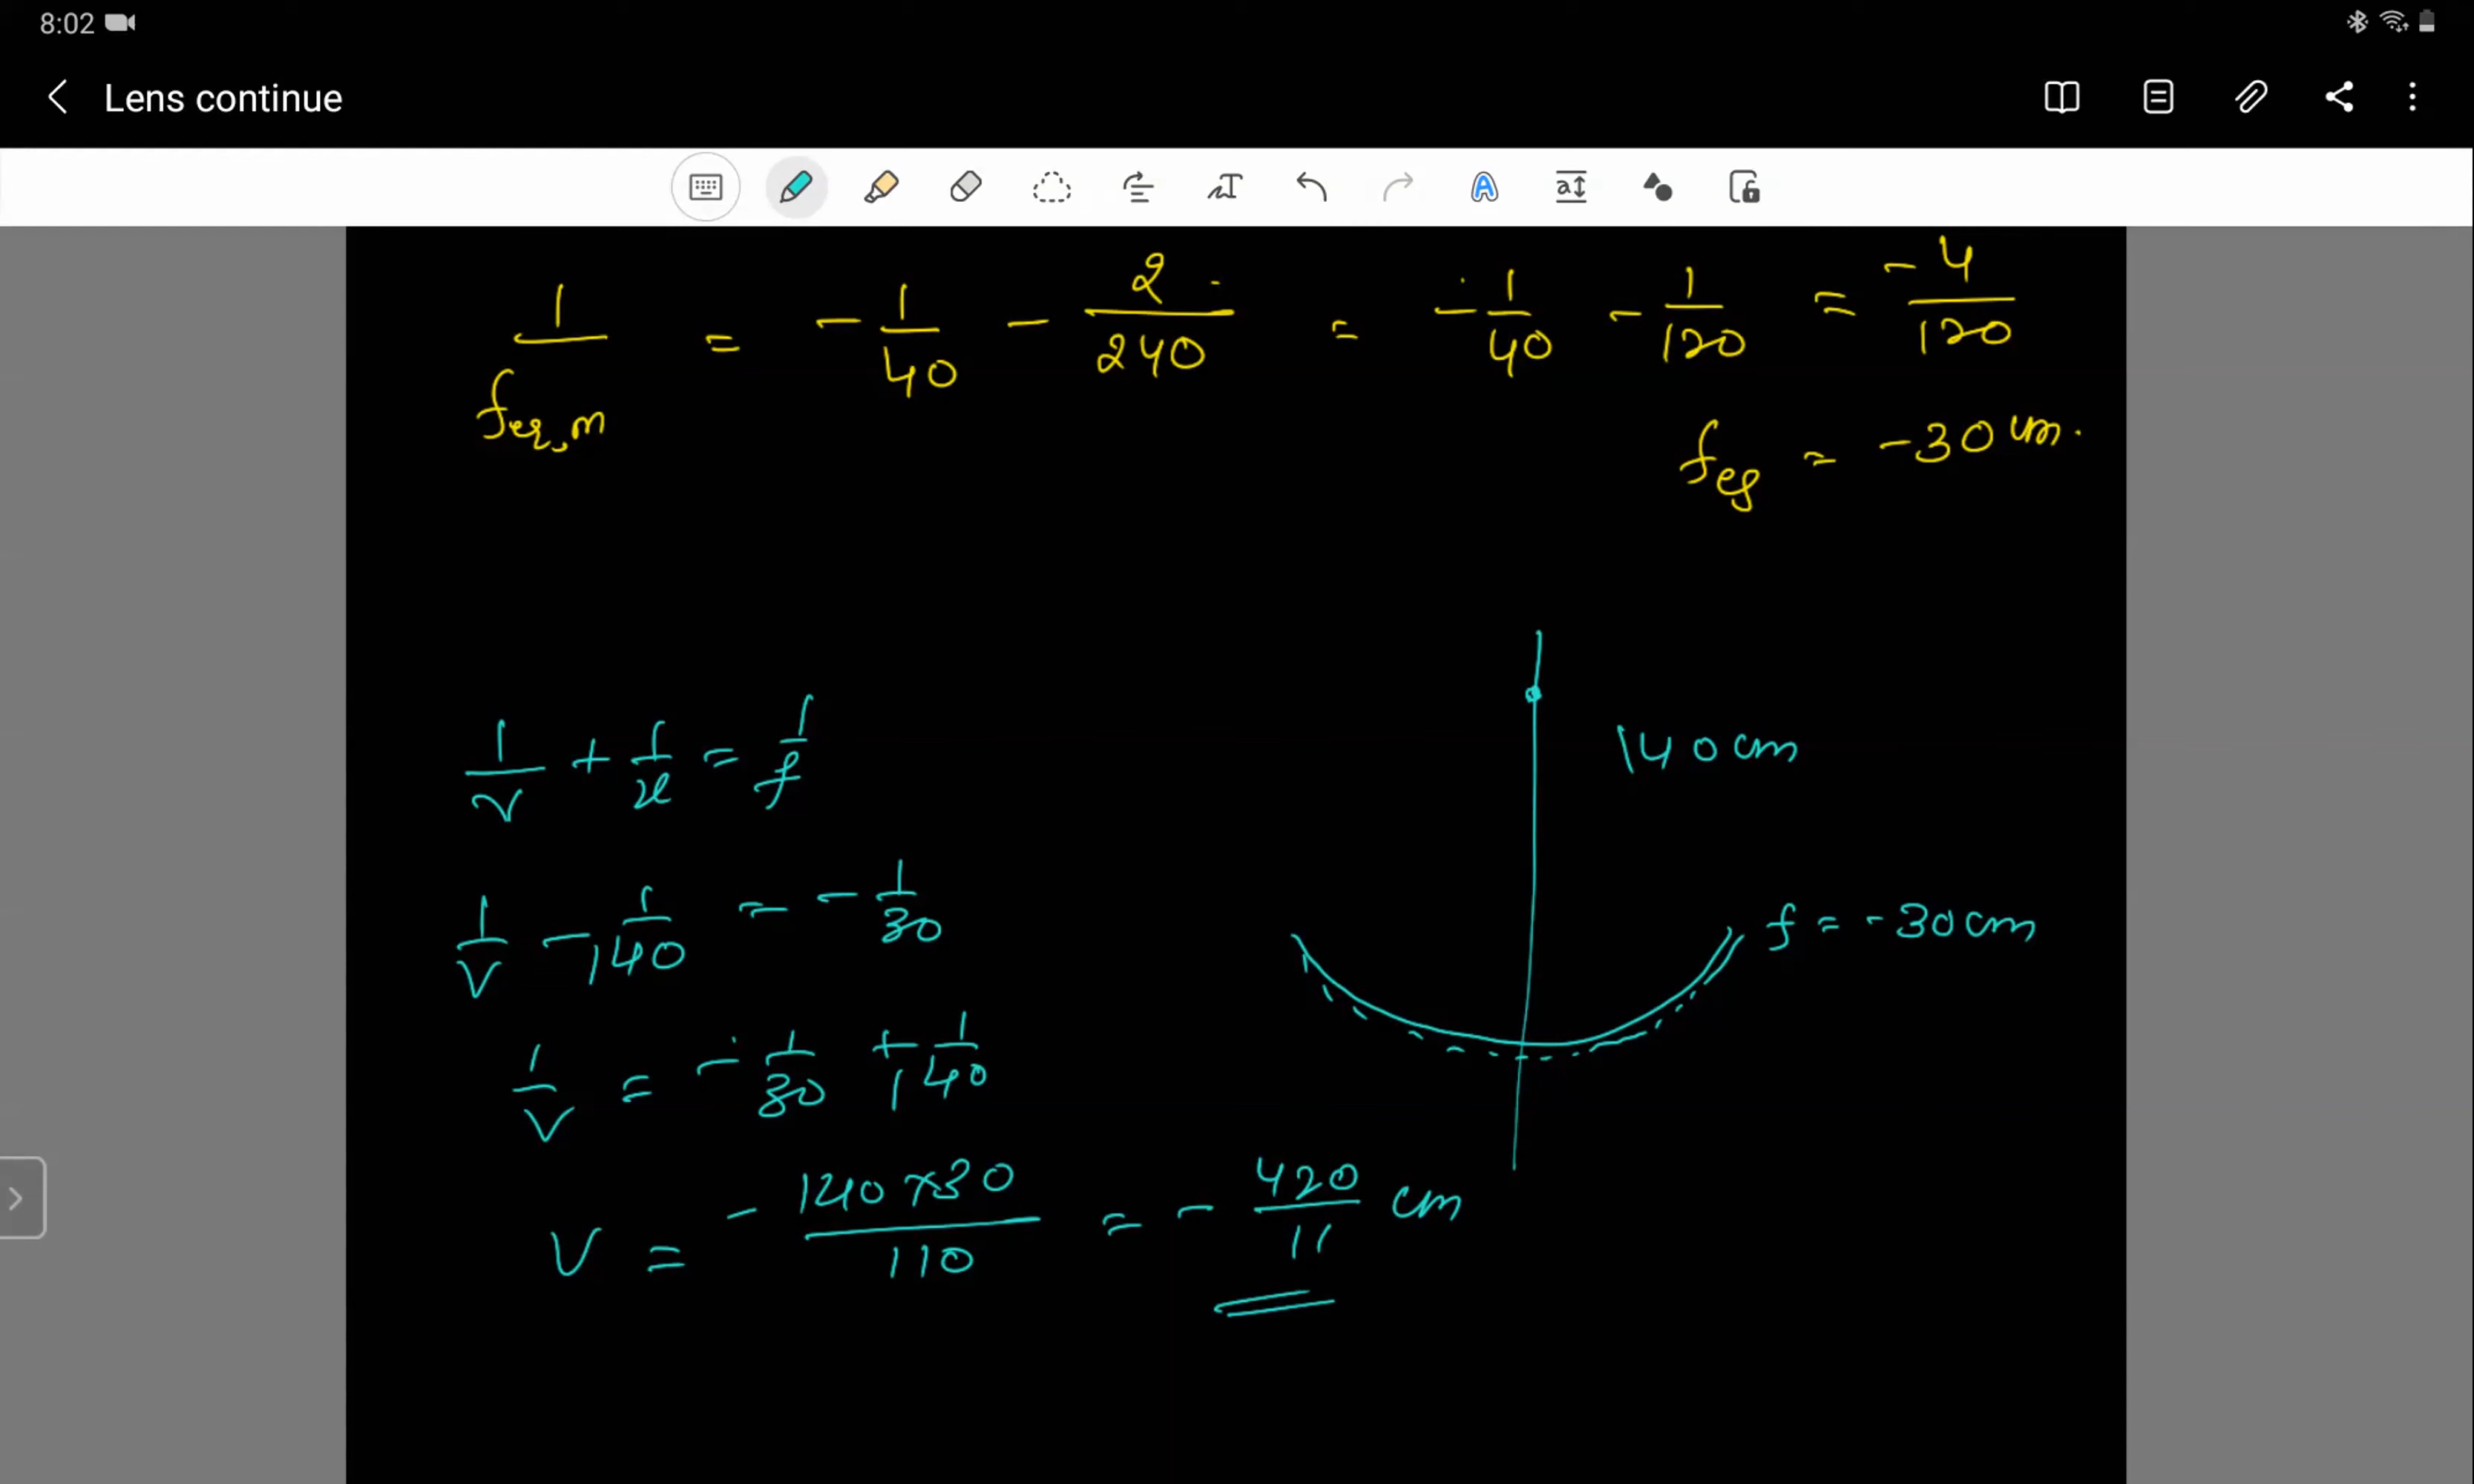 8:02
Lens continue
1/f_eq,m = - 1/40 - 2/240 = - 1/40 - 1/120 = -4/120
f_eq = -30 cm.
1/v + 1/u = 1/f
140 cm
1/v - 1/140 = - 1/30
f = -30 cm
1/v = - 1/30 + 1/140
v = - 140 × 30/110 = - 420/11 cm